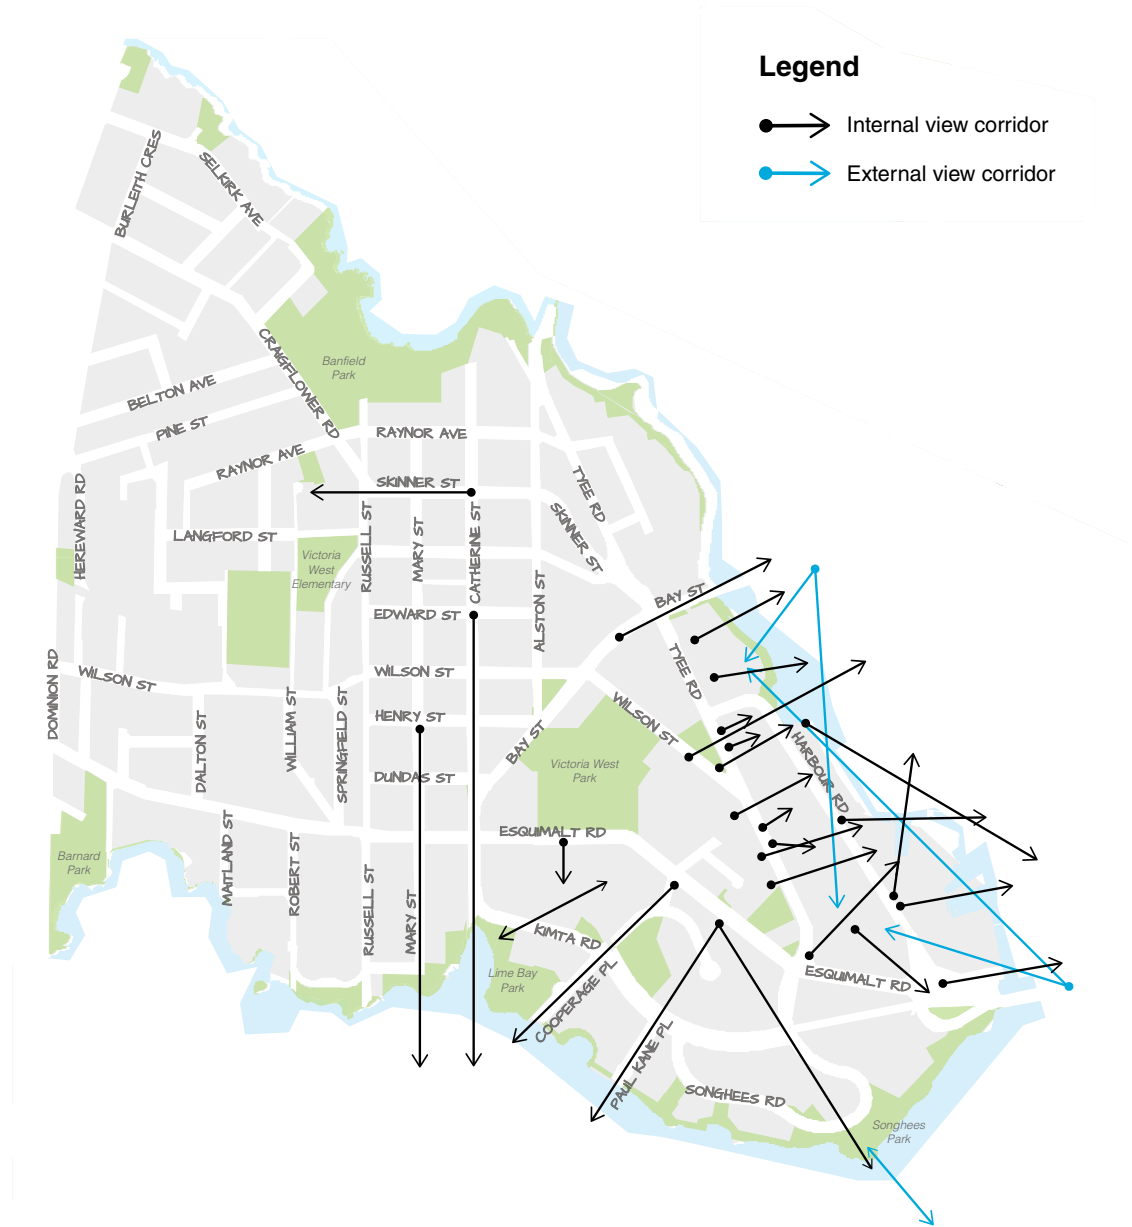 Legend
Internal view corridor
External view corridor
BURLEITH CRES
SELKIRK AVE
CRAIGFLOWER RD
Banfield
Park
BELTON AVE
PINE ST
RAYNOR AVE
RAYNOR AVE
SKINNER ST
TYEE RD
SKINNER ST
HEREWARD RD
LANGFORD ST
RUSSELL ST
MARY ST
CATHERINE ST
Victoria
West
Elementary
ALSTON ST
BAY ST
EDWARD ST
DOMINION RD
WILSON ST
WILSON ST
TYEE RD
WILLIAM ST
SPRINGFIELD ST
DALTON ST
HENRY ST
BAY ST
WILSON ST
HARBOUR RD
Victoria West
Park
DUNDAS ST
ESQUIMALT RD
Barnard
Park
MAITLAND ST
ROBERT ST
RUSSELL ST
MARY ST
KIMTA RD
Lime Bay
Park
COOPERAGE PL
ESQUIMALT RD
PAUL KANE PL
SONGHEES RD
Songhees
Park